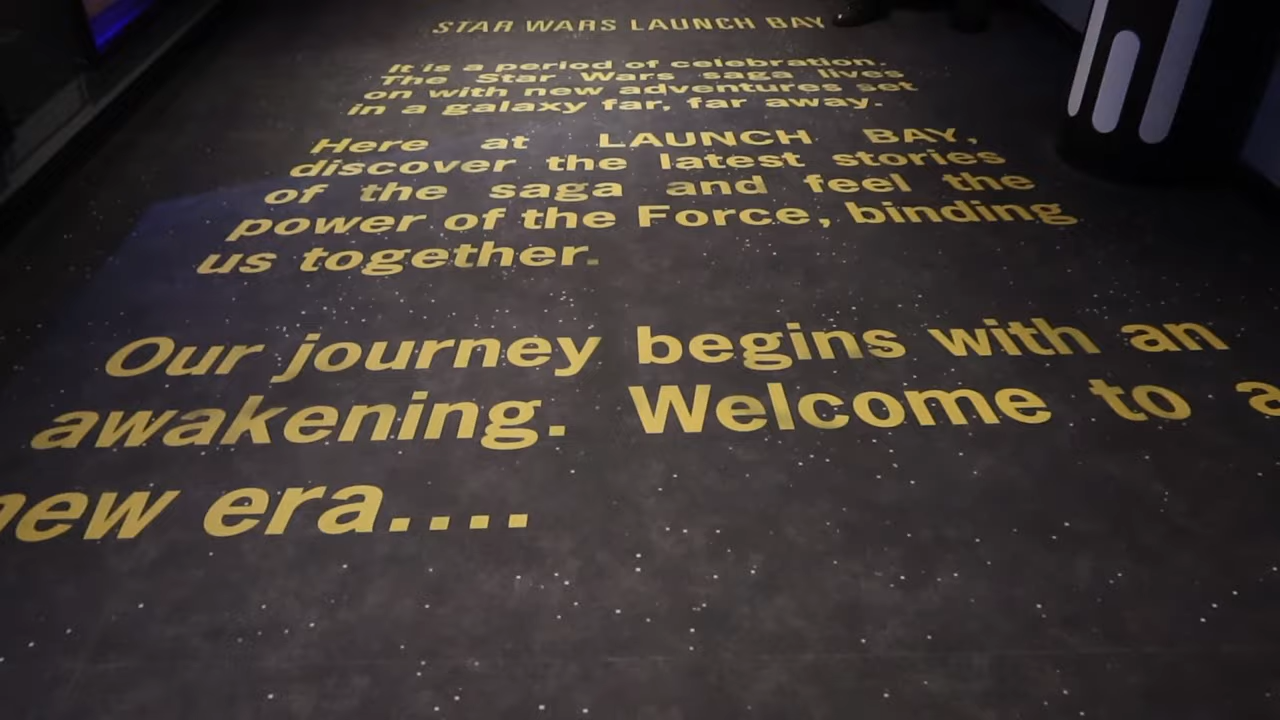 STAR WARS LAUNCH BAY
It is a period of celebration.
The Star Wars saga lives
on with new adventures set
in a galaxy far, far away.
Here at LAUNCH BAY,
discover the latest stories
of the saga and feel the
power of the Force, binding
us together.
Our journey begins with an
awakening. Welcome to a
new era....